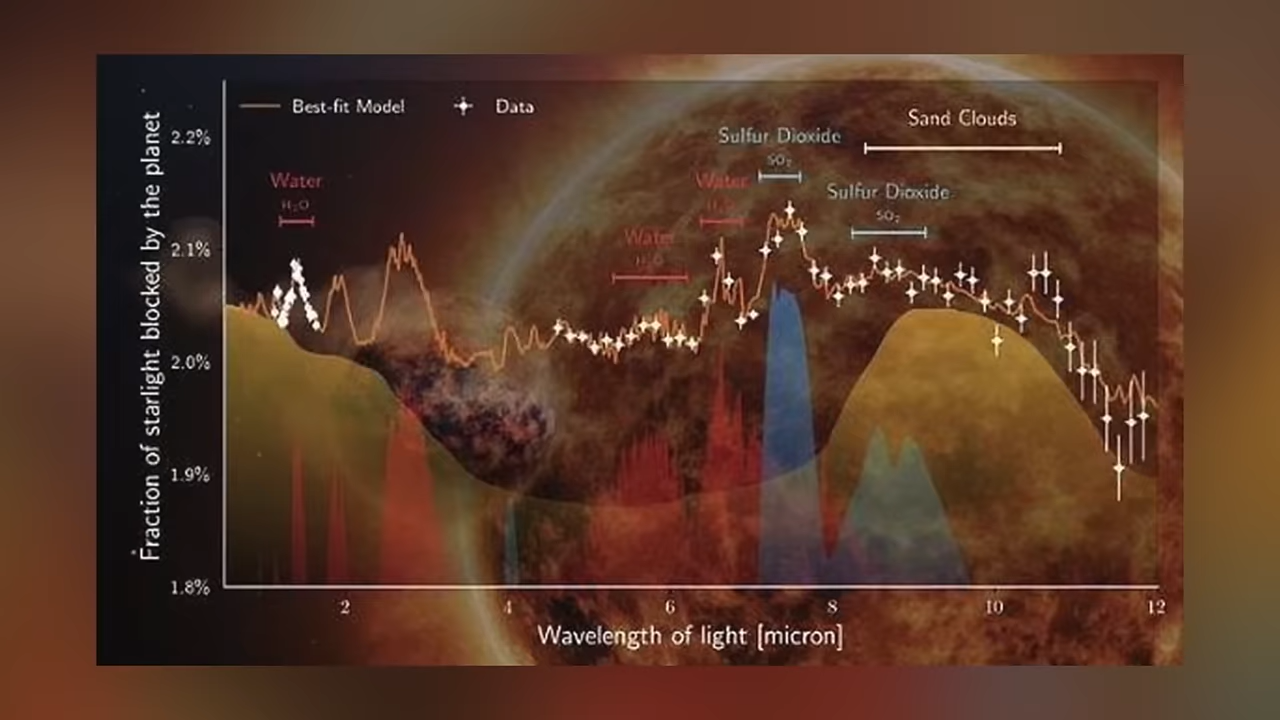 Best-fit Model
Data
Sand Clouds
Sulfur Dioxide
SO₂
Water
H₂O
Water
H₂O
Sulfur Dioxide
SO₂
Water
H₂O
Fraction of starlight blocked by the planet
2.2%
2.1%
2.0%
1.9%
1.8%
2
4
6
8
10
12
Wavelength of light [micron]